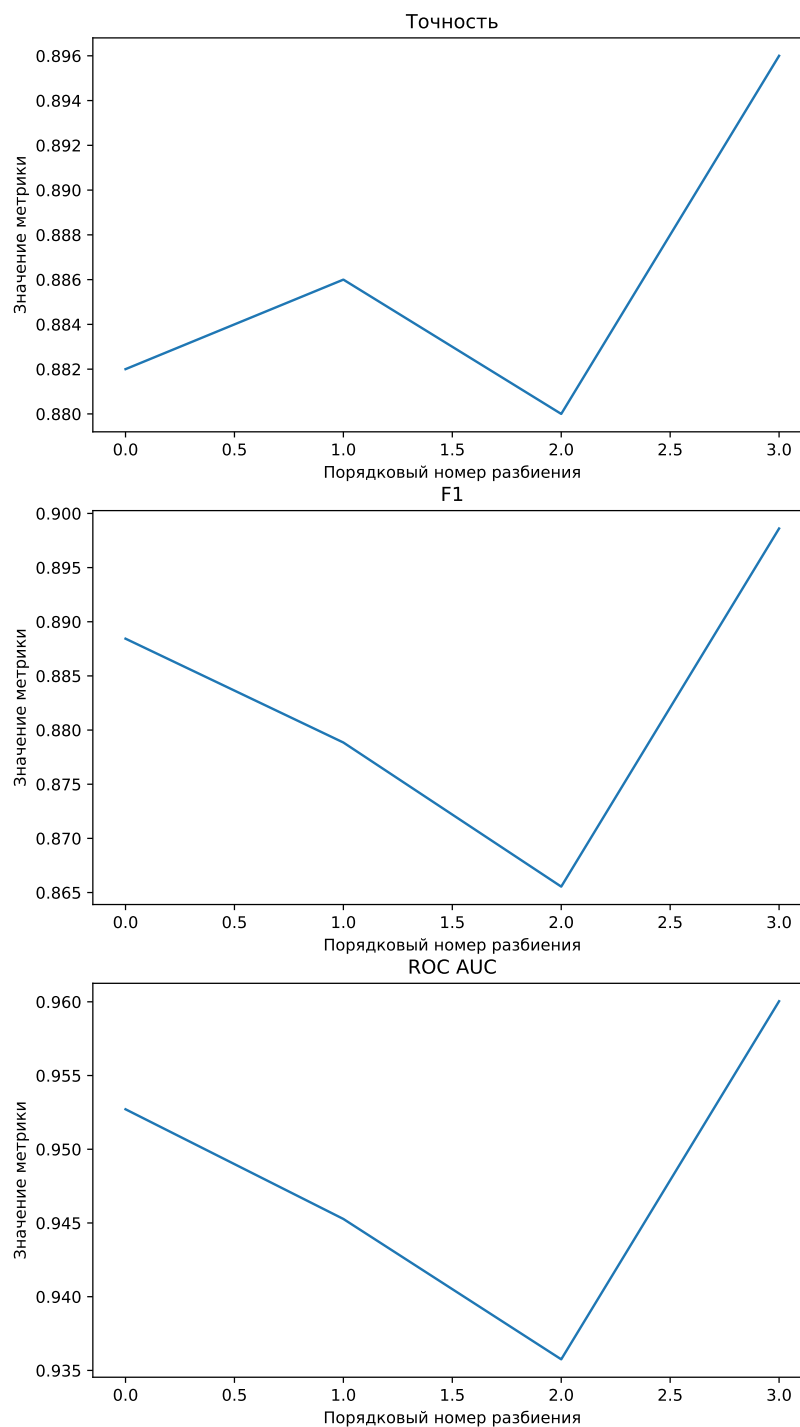 Точность
0.896
0.894
0.892
0.890
0.888
0.886
0.884
0.882
0.880
Значение метрики
0.0 0.5 1.0 1.5 2.0 2.5 3.0
Порядковый номер разбиения
F1
0.900
0.895
0.890
0.885
0.880
0.875
0.870
0.865
Значение метрики
0.0 0.5 1.0 1.5 2.0 2.5 3.0
Порядковый номер разбиения
ROC AUC
0.960
0.955
0.950
0.945
0.940
0.935
Значение метрики
0.0 0.5 1.0 1.5 2.0 2.5 3.0
Порядковый номер разбиения